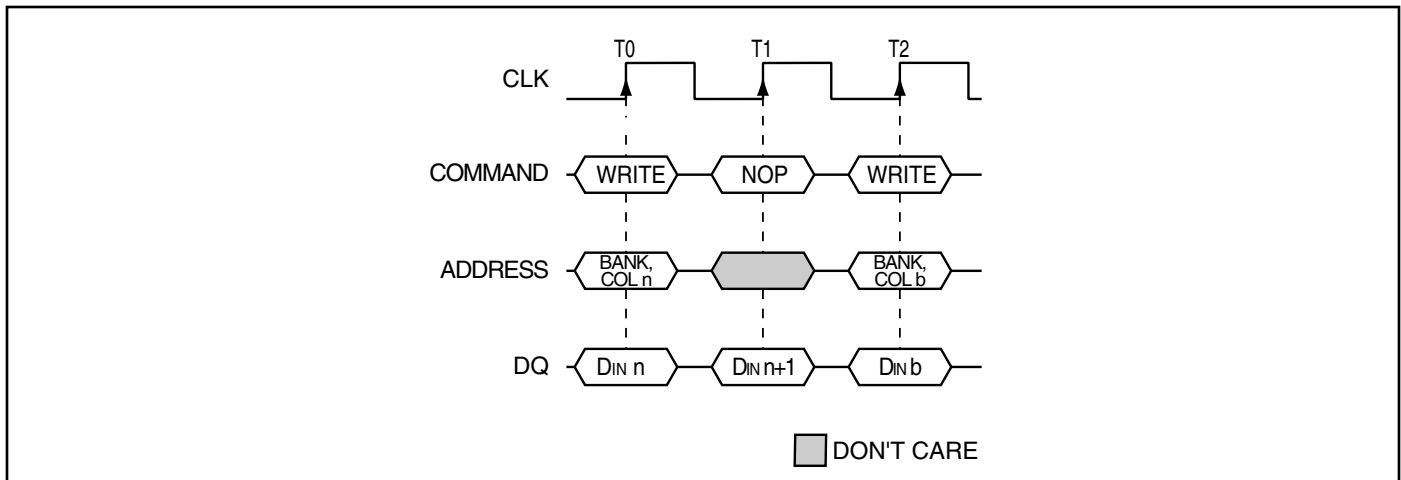 T0 T1 T2
CLK
COMMAND WRITE NOP WRITE
ADDRESS BANK, COL n BANK, COL b
DQ DIN n DIN n+1 DIN b
DON'T CARE